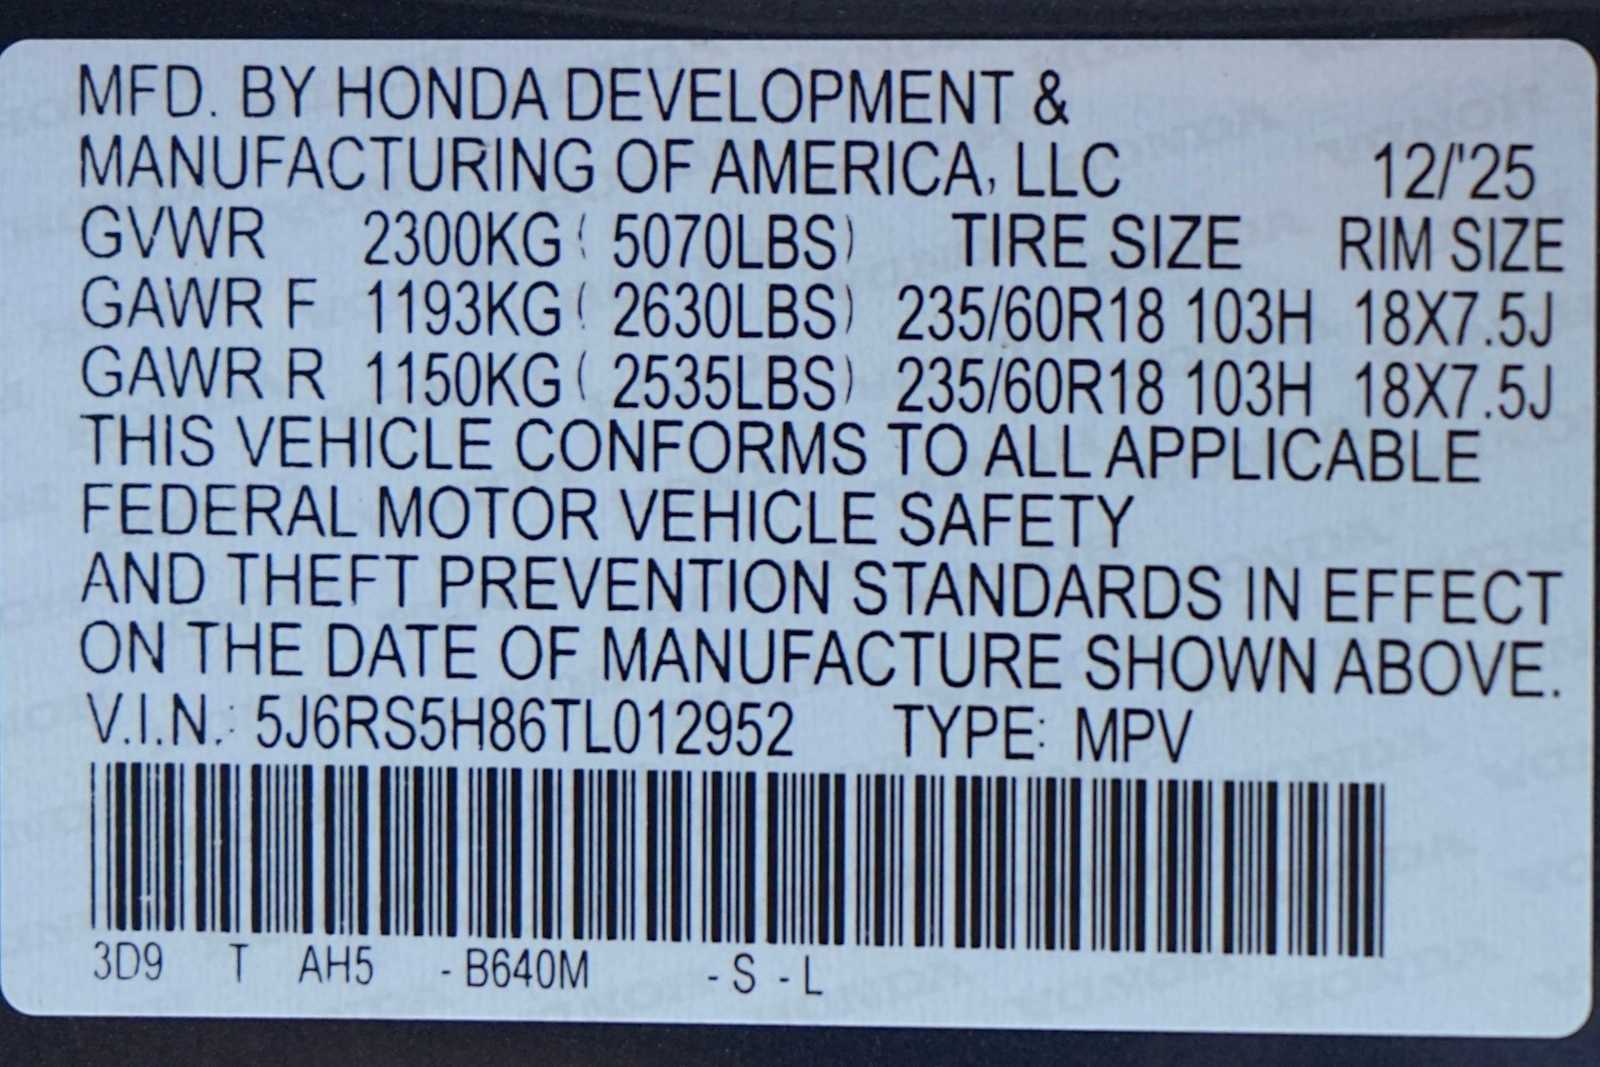 MFD. BY HONDA DEVELOPMENT &
MANUFACTURING OF AMERICA, LLC 12/'25
GVWR 2300KG ( 5070LBS) TIRE SIZE RIM SIZE
GAWR F 1193KG ( 2630LBS) 235/60R18 103H 18X7.5J
GAWR R 1150KG ( 2535LBS) 235/60R18 103H 18X7.5J
THIS VEHICLE CONFORMS TO ALL APPLICABLE
FEDERAL MOTOR VEHICLE SAFETY
AND THEFT PREVENTION STANDARDS IN EFFECT
ON THE DATE OF MANUFACTURE SHOWN ABOVE.
V.I.N.: 5J6RS5H86TL012952 TYPE: MPV
3D9 T AH5 - B640M - S - L